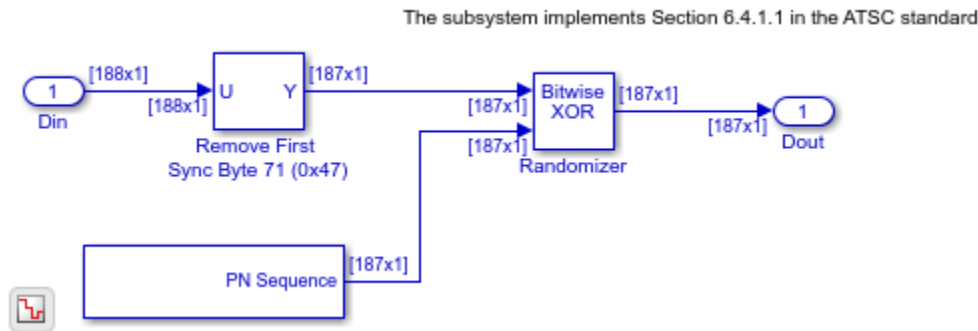 The subsystem implements Section 6.4.1.1 in the ATSC standard
[188x1]
[187x1]
1
U
Y
[188x1]
Din
Remove First
Sync Byte 71 (0x47)
Bitwise
XOR
[187x1]
[187x1]
[187x1]
Randomizer
1
[187x1]
Dout
PN Sequence
[187x1]